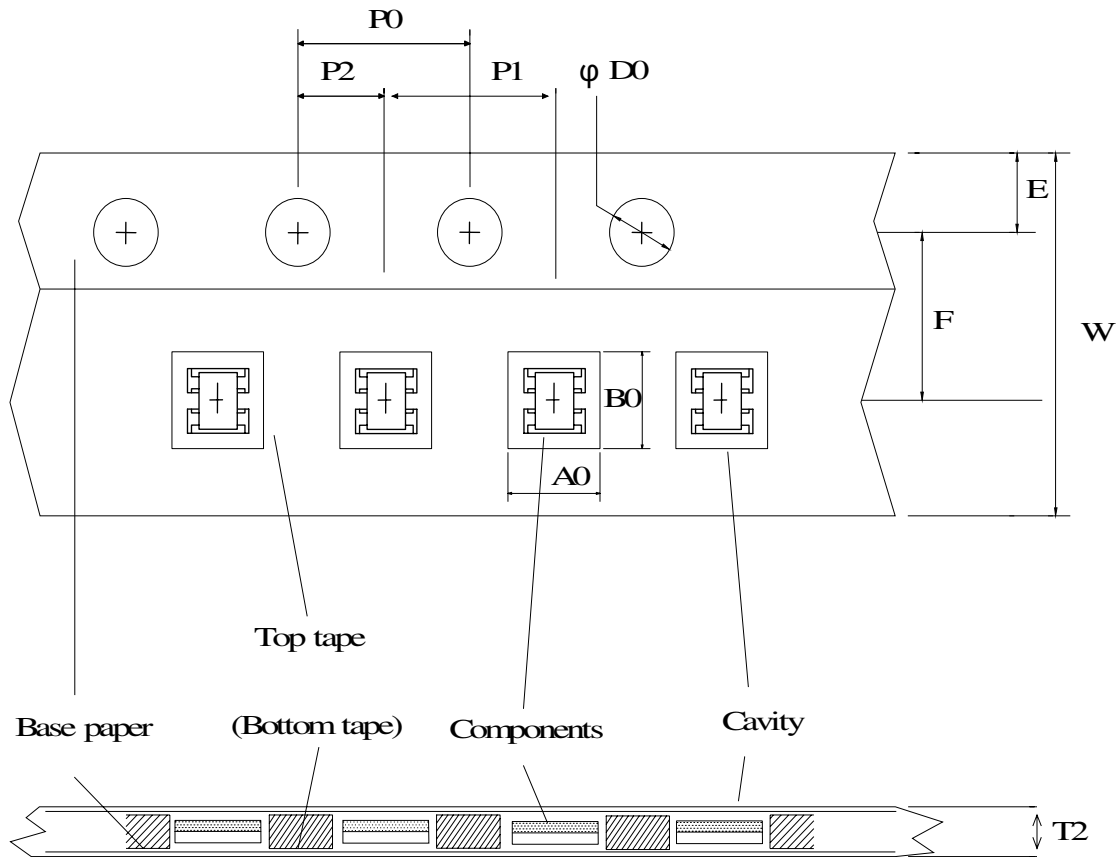 P0
P2
P1
φ D0
E
F
W
B0
A0
Top tape
Base paper
(Bottom tape)
Components
Cavity
T2